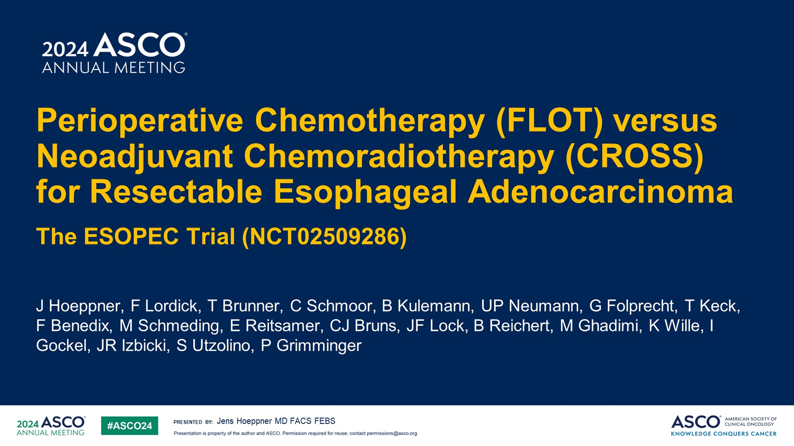 2024 ASCO®
ANNUAL MEETING
Perioperative Chemotherapy (FLOT) versus
Neoadjuvant Chemoradiotherapy (CROSS)
for Resectable Esophageal Adenocarcinoma
The ESOPEC Trial (NCT02509286)
J Hoeppner, F Lordick, T Brunner, C Schmoor, B Kulemann, UP Neumann, G Folprecht, T Keck,
F Benedix, M Schmeding, E Reitsamer, CJ Bruns, JF Lock, B Reichert, M Ghadimi, K Wille, I
Gockel, JR Izbicki, S Utzolino, P Grimminger
2024 ASCO®
ANNUAL MEETING
#ASCO24
PRESENTED BY: Jens Hoeppner MD FACS FEBS
Presentation is property of the author and ASCO. Permission required for reuse; contact permissions@asco.org.
ASCO® AMERICAN SOCIETY OF
CLINICAL ONCOLOGY
KNOWLEDGE CONQUERS CANCER